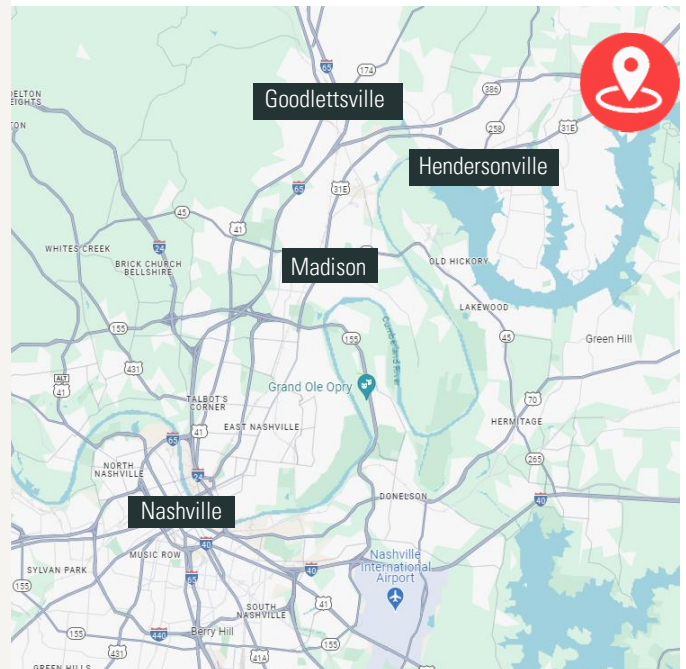 65
174
DELTON
HEIGHTS
386
Goodlettsville
258
31E
TON
Hendersonville
65
31E
45
41
WHITES CREEK
24
BRICK CHURCH
BELLSHIRE
Madison
OLD HICKORY
LAKEWOOD
Cumberland River
155
155
45
Green Hill
431
ALT
41
Grand Ole Opry
TALBOT'S
CORNER
70
41
EAST NASHVILLE
HERMITAGE
65
265
NORTH
NASHVILLE
24
DONELSON
40
Nashville
MUSIC ROW
40
Nashville
International
Airport
SYLVAN PARK
40
65
155
41
SOUTH
NASHVILLE
155
440
Berry Hill
155
431
41A
GREEN HILLS